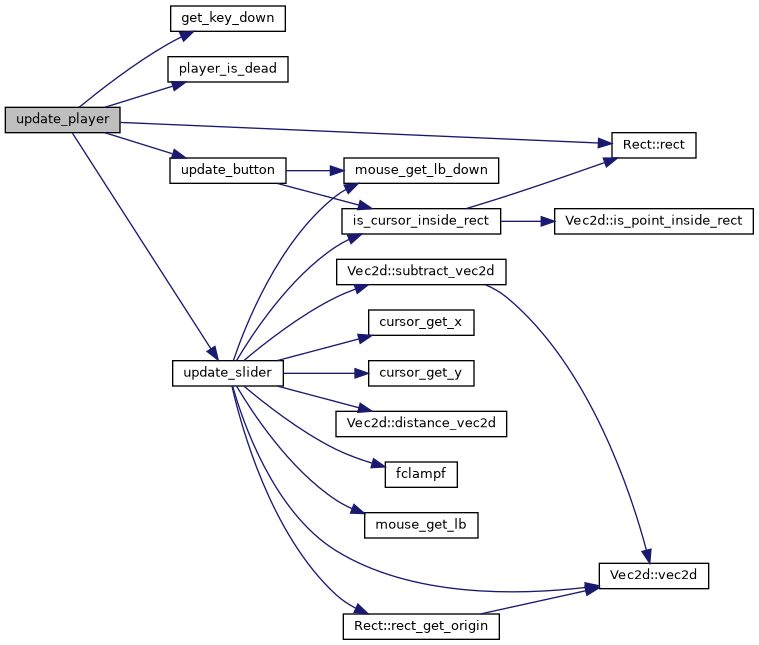 get_key_down
player_is_dead
update_player
Rect::rect
update_button
mouse_get_lb_down
is_cursor_inside_rect
Vec2d::is_point_inside_rect
Vec2d::subtract_vec2d
cursor_get_x
update_slider
cursor_get_y
Vec2d::distance_vec2d
fclampf
mouse_get_lb
Vec2d::vec2d
Rect::rect_get_origin